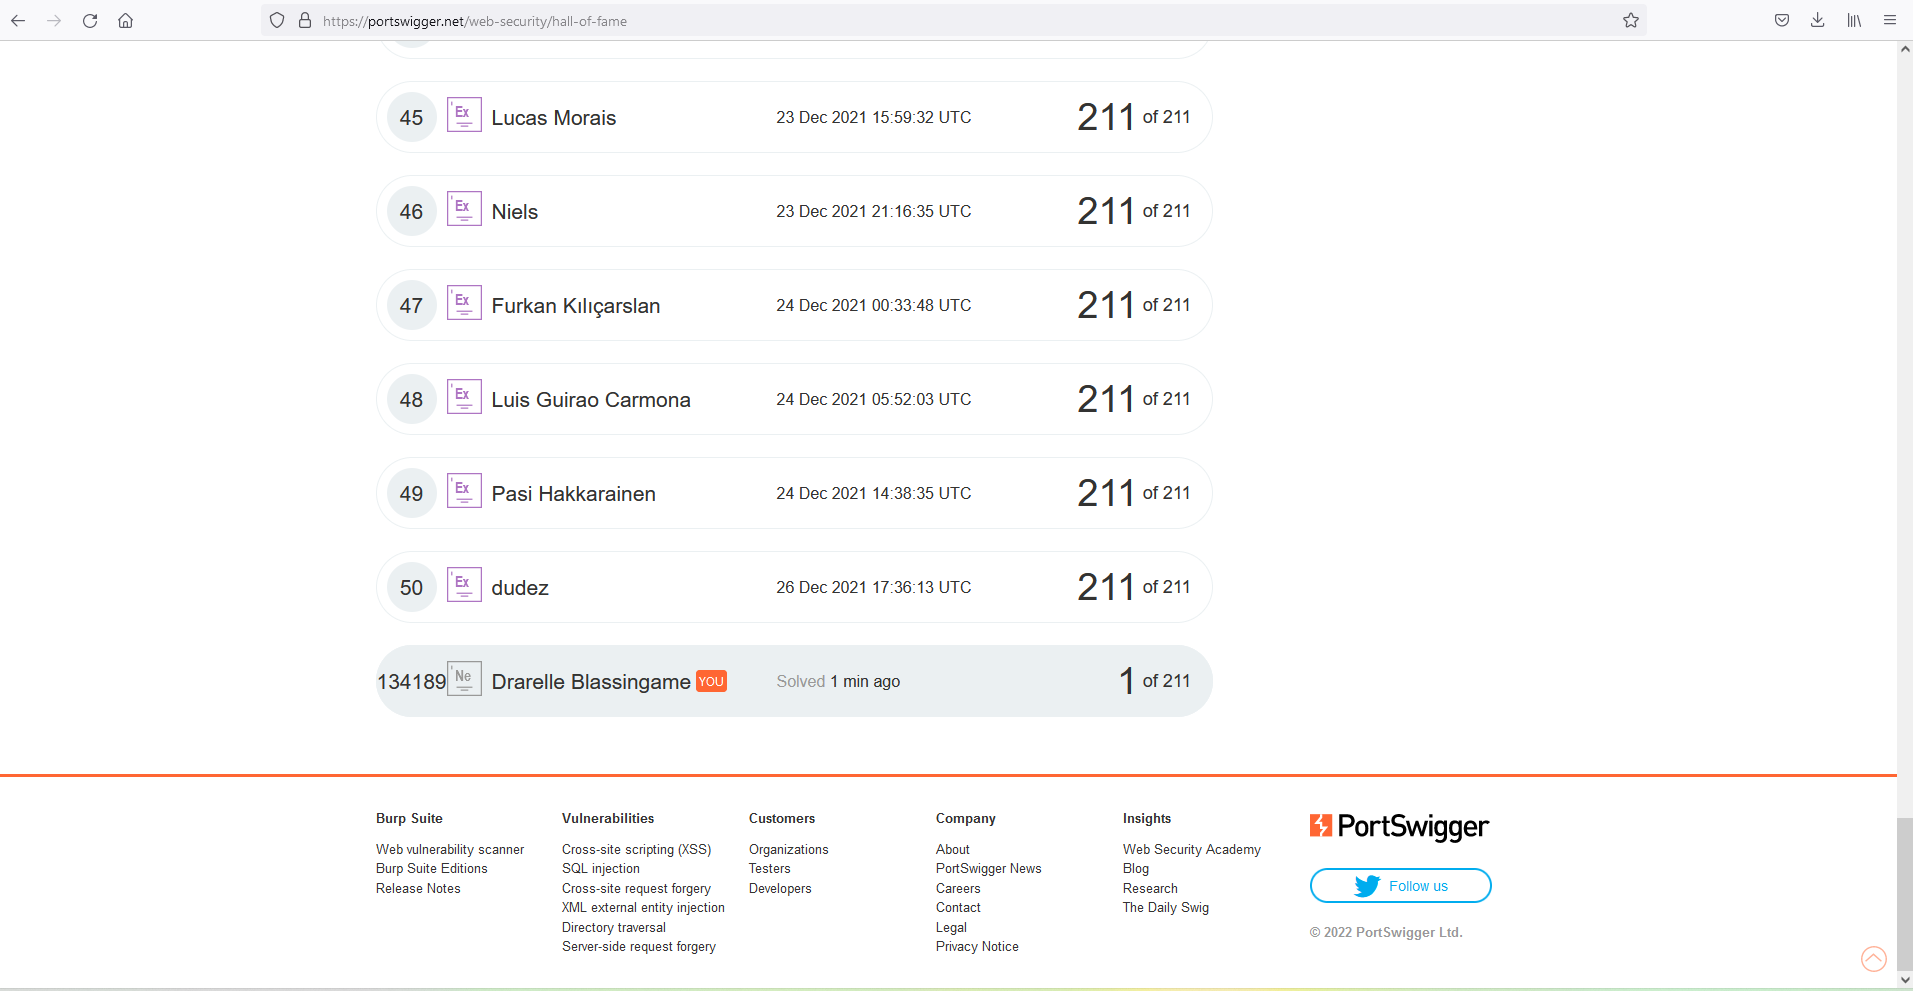 https://portswigger.net/web-security/hall-of-fame
45 'Ex Lucas Morais 23 Dec 2021 15:59:32 UTC 211 of 211
46 'Ex Niels 23 Dec 2021 21:16:35 UTC 211 of 211
47 'Ex Furkan Kılıçarslan 24 Dec 2021 00:33:48 UTC 211 of 211
48 'Ex Luis Guirao Carmona 24 Dec 2021 05:52:03 UTC 211 of 211
49 'Ex Pasi Hakkarainen 24 Dec 2021 14:38:35 UTC 211 of 211
50 'Ex dudez 26 Dec 2021 17:36:13 UTC 211 of 211
134189 'Ne Drarelle Blassingame YOU Solved 1 min ago 1 of 211
Burp Suite
Web vulnerability scanner
Burp Suite Editions
Release Notes
Vulnerabilities
Cross-site scripting (XSS)
SQL injection
Cross-site request forgery
XML external entity injection
Directory traversal
Server-side request forgery
Customers
Organizations
Testers
Developers
Company
About
PortSwigger News
Careers
Contact
Legal
Privacy Notice
Insights
Web Security Academy
Blog
Research
The Daily Swig
PortSwigger
Follow us
© 2022 PortSwigger Ltd.